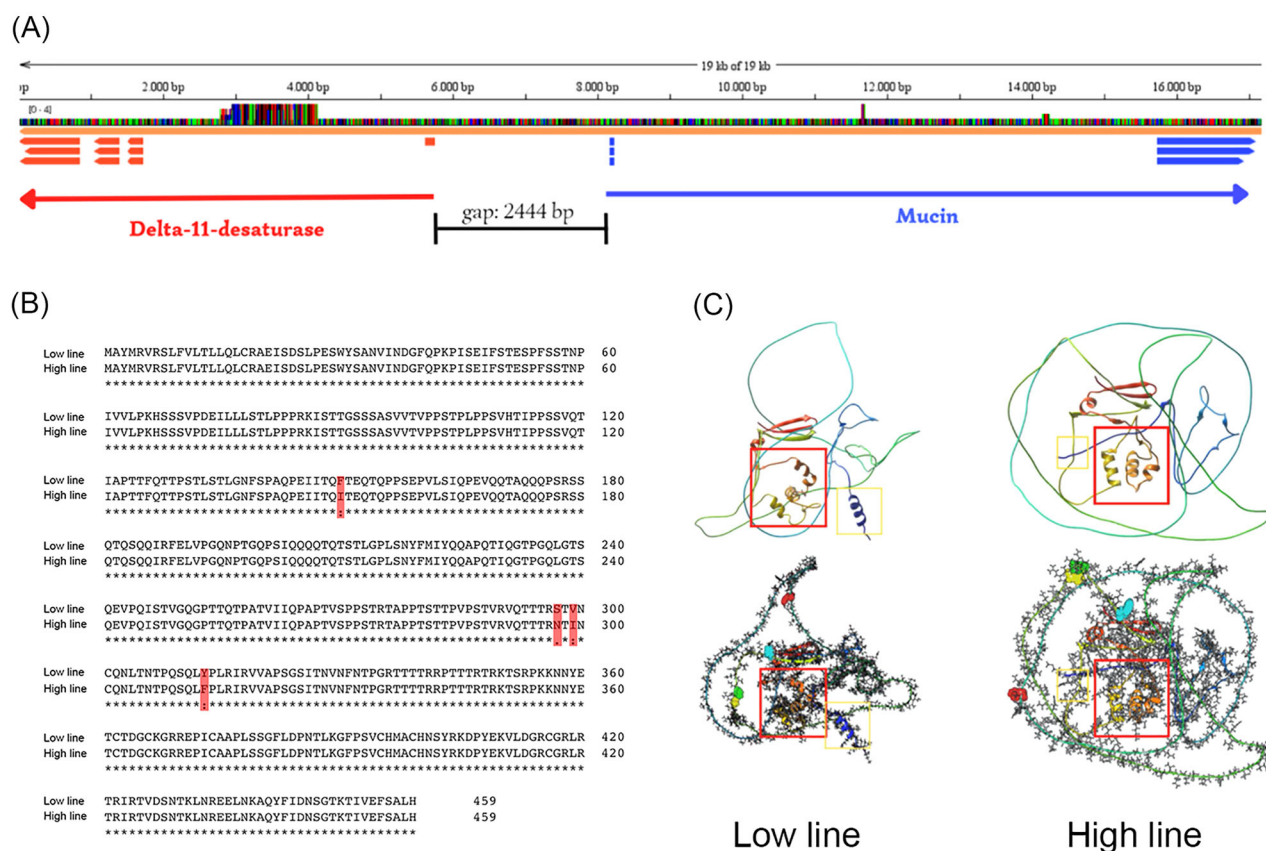 (A)
19 kb of 19 kb
bp 2 000 bp 4 000 bp 6 000 bp 8.000 bp 10 000 bp 12 000 bp 14 000 bp 16 000 bp
[0 - 4]
gap: 2444 bp
Delta-11-desaturase
Mucin
(B)
Low line MAYMRVRSLFVLTLLQLCRAEISDSLPESWYSANVINDGFQPKPISEIFSTESPFSSTNP 60
High line MAYMRVRSLFVLTLLQLCRAEISDSLPESWYSANVINDGFQPKPISEIFSTESPFSSTNP 60
************************************************************
Low line IVVLPKHSSSVPDEILLLSTLPPPRKISTTGSSSASVVTVPPSTPLPPSVHTIPPSSVQT 120
High line IVVLPKHSSSVPDEILLLSTLPPPRKISTTGSSSASVVTVPPSTPLPPSVHTIPPSSVQT 120
************************************************************
Low line IAPTTFQTTPSTLSTLGNFSPAQPEIITQFTEQTQPPSEPVLSIQPEVQQTAQQQPSRSS 180
High line IAPTTFQTTPSTLSTLGNFSPAQPEIITQITEQTQPPSEPVLSIQPEVQQTAQQQPSRSS 180
*****************************:******************************
Low line QTQSQQIRFELVPGQNPTGQPSIQQQQTQTSTLGPLSNYFMIYQQAPQTIQGTPGQLGTS 240
High line QTQSQQIRFELVPGQNPTGQPSIQQQQTQTSTLGPLSNYFMIYQQAPQTIQGTPGQLGTS 240
************************************************************
Low line QEVPQISTVGQGPTTQTPATVIIQPAPTVSPPSTRTAPPTSTTPVPSTVRVQTTTRSTVN 300
High line QEVPQISTVGQGPTTQTPATVIIQPAPTVSPPSTRTAPPTSTTPVPSTVRVQTTTRNTIN 300
********************************************************.*:*
Low line CQNLTNTPQSQLYPLRIRVVAPSGSITNVNFNTPGRTTTTTRRPTTTRTRKTSRPKKNNYE 360
High line CQNLTNTPQSQLFPLRIRVVAPSGSITNVNFNTPGRTTTTTRRPTTTRTRKTSRPKKNNYE 360
************:***********************************************
Low line TCTDGCKGRREPICAAPLSSGFLDPNTLKGFPSVCHMACHNSYRKDPYEKVLDGRCGRLR 420
High line TCTDGCKGRREPICAAPLSSGFLDPNTLKGFPSVCHMACHNSYRKDPYEKVLDGRCGRLR 420
************************************************************
Low line TRIRTVDSNTKLNREELNKAQYFIDNSGTKTIVEFSALH 459
High line TRIRTVDSNTKLNREELNKAQYFIDNSGTKTIVEFSALH 459
***************************************
(C)
Low line
High line